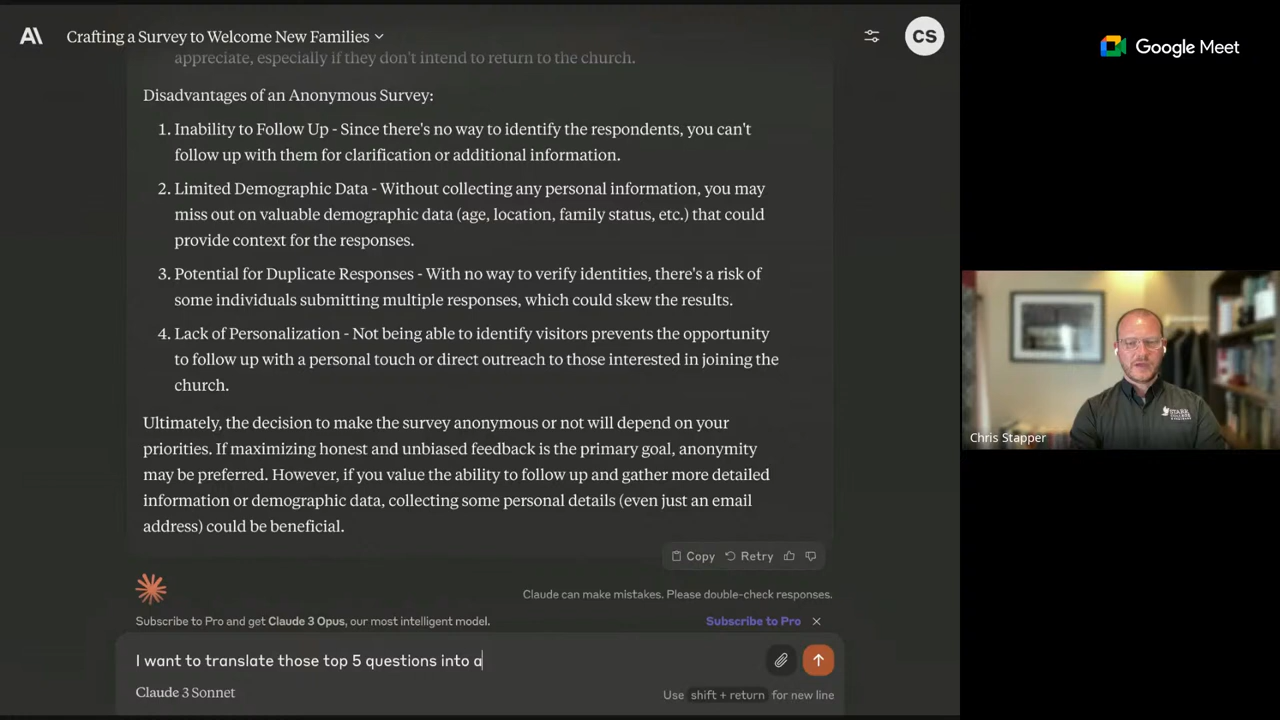 Crafting a Survey to Welcome New Families
CS
Google Meet
appreciate, especially if they don't intend to return to the church.
Disadvantages of an Anonymous Survey:
1. Inability to Follow Up - Since there's no way to identify the respondents, you can't
follow up with them for clarification or additional information.
2. Limited Demographic Data - Without collecting any personal information, you may
miss out on valuable demographic data (age, location, family status, etc.) that could
provide context for the responses.
3. Potential for Duplicate Responses - With no way to verify identities, there's a risk of
some individuals submitting multiple responses, which could skew the results.
4. Lack of Personalization - Not being able to identify visitors prevents the opportunity
to follow up with a personal touch or direct outreach to those interested in joining the
church.
Ultimately, the decision to make the survey anonymous or not will depend on your
priorities. If maximizing honest and unbiased feedback is the primary goal, anonymity
may be preferred. However, if you value the ability to follow up and gather more detailed
information or demographic data, collecting some personal details (even just an email
address) could be beneficial.
Copy Retry
Claude can make mistakes. Please double-check responses.
Subscribe to Pro and get Claude 3 Opus, our most intelligent model.
Subscribe to Pro
I want to translate those top 5 questions into a
Claude 3 Sonnet
Use shift + return for new line
Chris Stapper